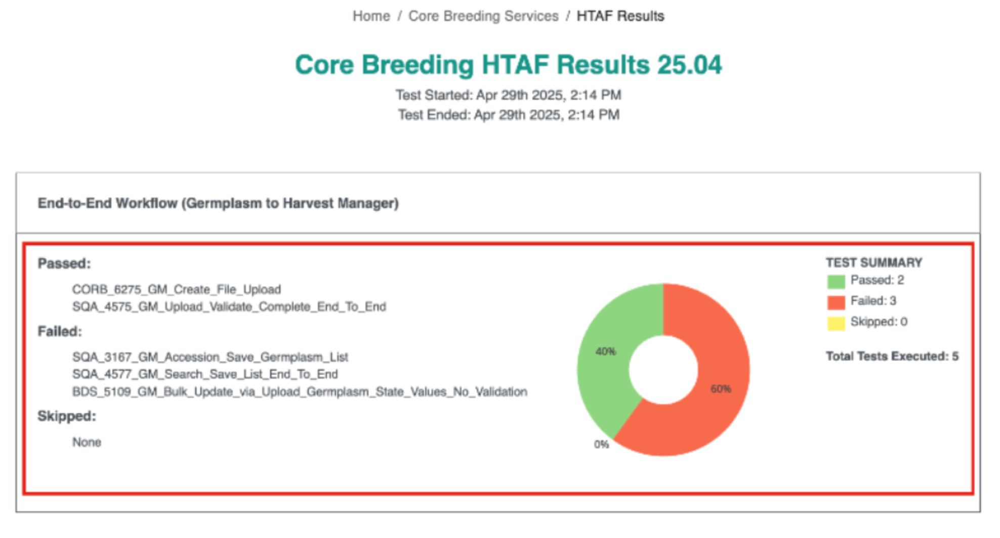 Home / Core Breeding Services / HTAF Results
Core Breeding HTAF Results 25.04
Test Started: Apr 29th 2025, 2:14 PM
Test Ended: Apr 29th 2025, 2:14 PM
End-to-End Workflow (Germplasm to Harvest Manager)
Passed:
CORB_6275_GM_Create_File_Upload
SQA_4575_GM_Upload_Validate_Complete_End_To_End
Failed:
SQA_3167_GM_Accession_Save_Germplasm_List
SQA_4577_GM_Search_Save_List_End_To_End
BDS_5109_GM_Bulk_Update_via_Upload_Germplasm_State_Values_No_Validation
Skipped:
None
40%
60%
0%
TEST SUMMARY
Passed: 2
Failed: 3
Skipped: 0
Total Tests Executed: 5